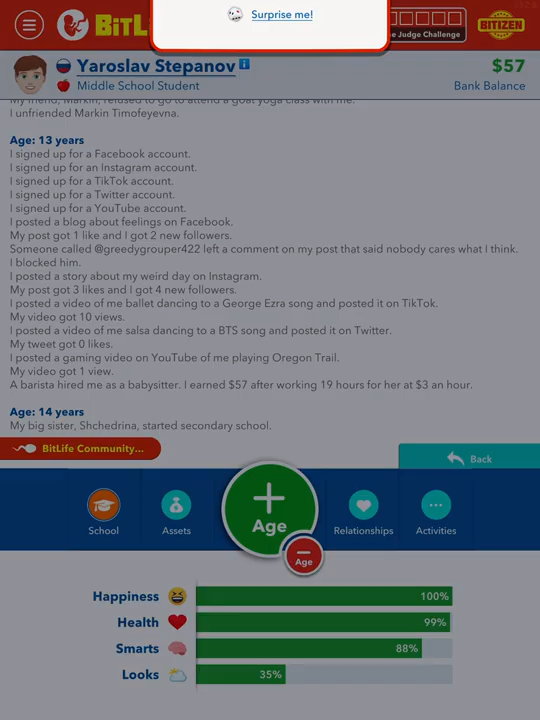 Surprise me!
BitL
e Judge Challenge
BITIZEN
Yaroslav Stepanov i
$57
Middle School Student
Bank Balance
My friend, Markin, refused to go to attend a goat yoga class with me.
I unfriended Markin Timofeyevna.
Age: 13 years
I signed up for a Facebook account.
I signed up for an Instagram account.
I signed up for a TikTok account.
I signed up for a Twitter account.
I signed up for a YouTube account.
I posted a blog about feelings on Facebook.
My post got 1 like and I got 2 new followers.
Someone called @greedygrouper422 left a comment on my post that said nobody cares what I think.
I blocked him.
I posted a story about my weird day on Instagram.
My post got 3 likes and I got 4 new followers.
I posted a video of me ballet dancing to a George Ezra song and posted it on TikTok.
My video got 10 views.
I posted a video of me salsa dancing to a BTS song and posted it on Twitter.
My tweet got 0 likes.
I posted a gaming video on YouTube of me playing Oregon Trail.
My video got 1 view.
A barista hired me as a babysitter. I earned $57 after working 19 hours for her at $3 an hour.
Age: 14 years
My big sister, Shchedrina, started secondary school.
BitLife Community...
Back
School
Assets
+ Age
Relationships
Activities
− Age
Happiness 100%
Health 99%
Smarts 88%
Looks 35%